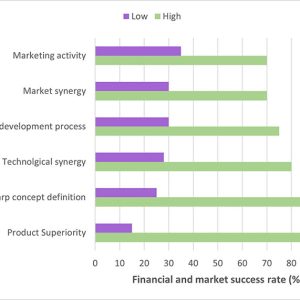 Low High
Marketing activity
Market synergy
development process
Technolgical synergy
arp concept definition
Product Superiority
0 10 20 30 40 50 60 70 80
Financial and market success rate (%